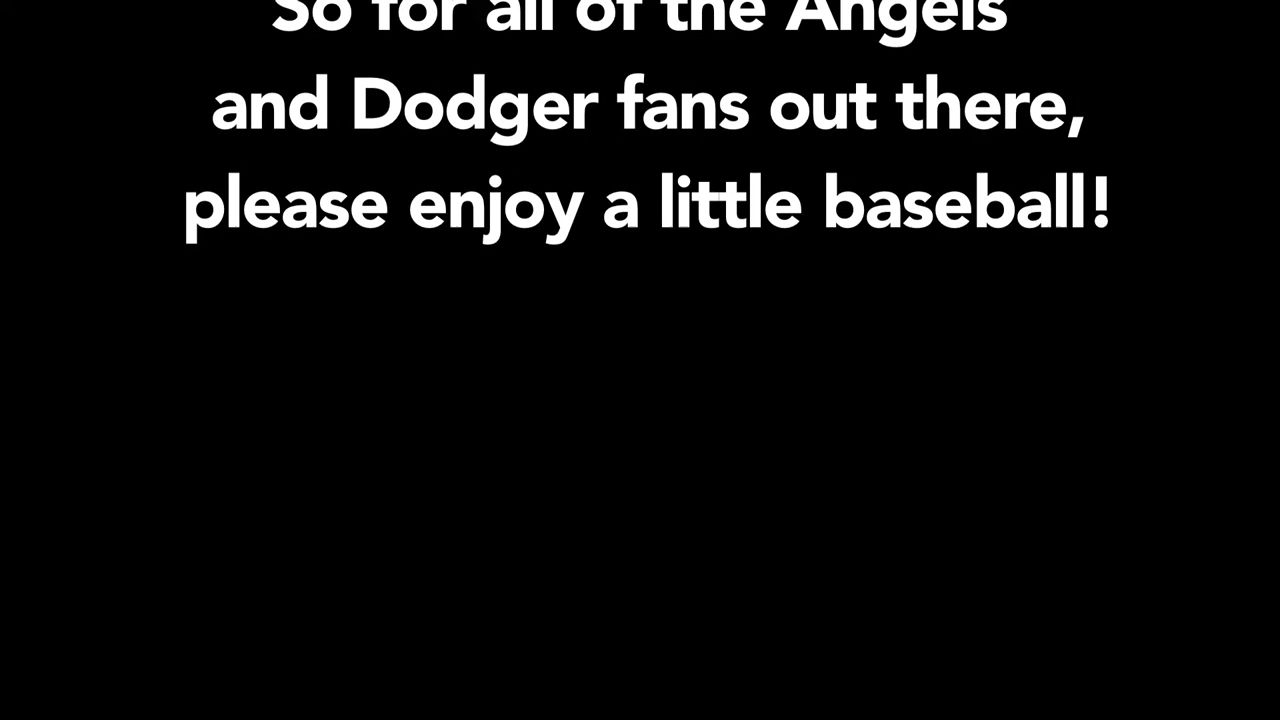 So for all of the Angels
and Dodger fans out there,
please enjoy a little baseball!